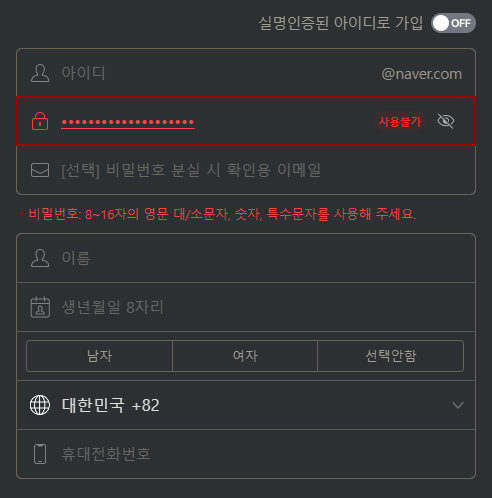 실명인증된 아이디로 가입 OFF
아이디 @naver.com
•••••••••••••••••••• 사용불가
[선택] 비밀번호 분실 시 확인용 이메일
· 비밀번호: 8~16자의 영문 대/소문자, 숫자, 특수문자를 사용해 주세요.
이름
생년월일 8자리
남자 여자 선택안함
대한민국 +82
휴대전화번호